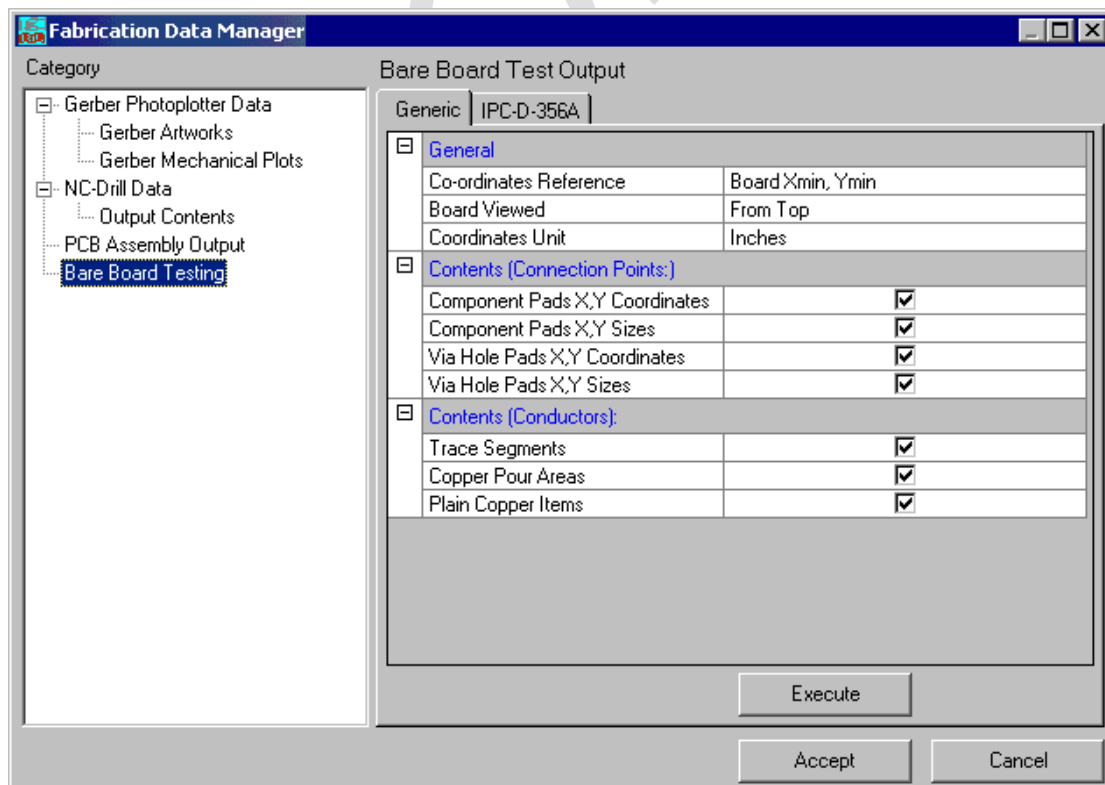 Fabrication Data Manager
Category
Gerber Photoplotter Data
Gerber Artworks
Gerber Mechanical Plots
NC-Drill Data
Output Contents
PCB Assembly Output
Bare Board Testing
Bare Board Test Output
Generic IPC-D-356A
General
Co-ordinates Reference Board Xmin, Ymin
Board Viewed From Top
Coordinates Unit Inches
Contents (Connection Points:)
Component Pads X,Y Coordinates
Component Pads X,Y Sizes
Via Hole Pads X,Y Coordinates
Via Hole Pads X,Y Sizes
Contents (Conductors):
Trace Segments
Copper Pour Areas
Plain Copper Items
Execute
Accept Cancel